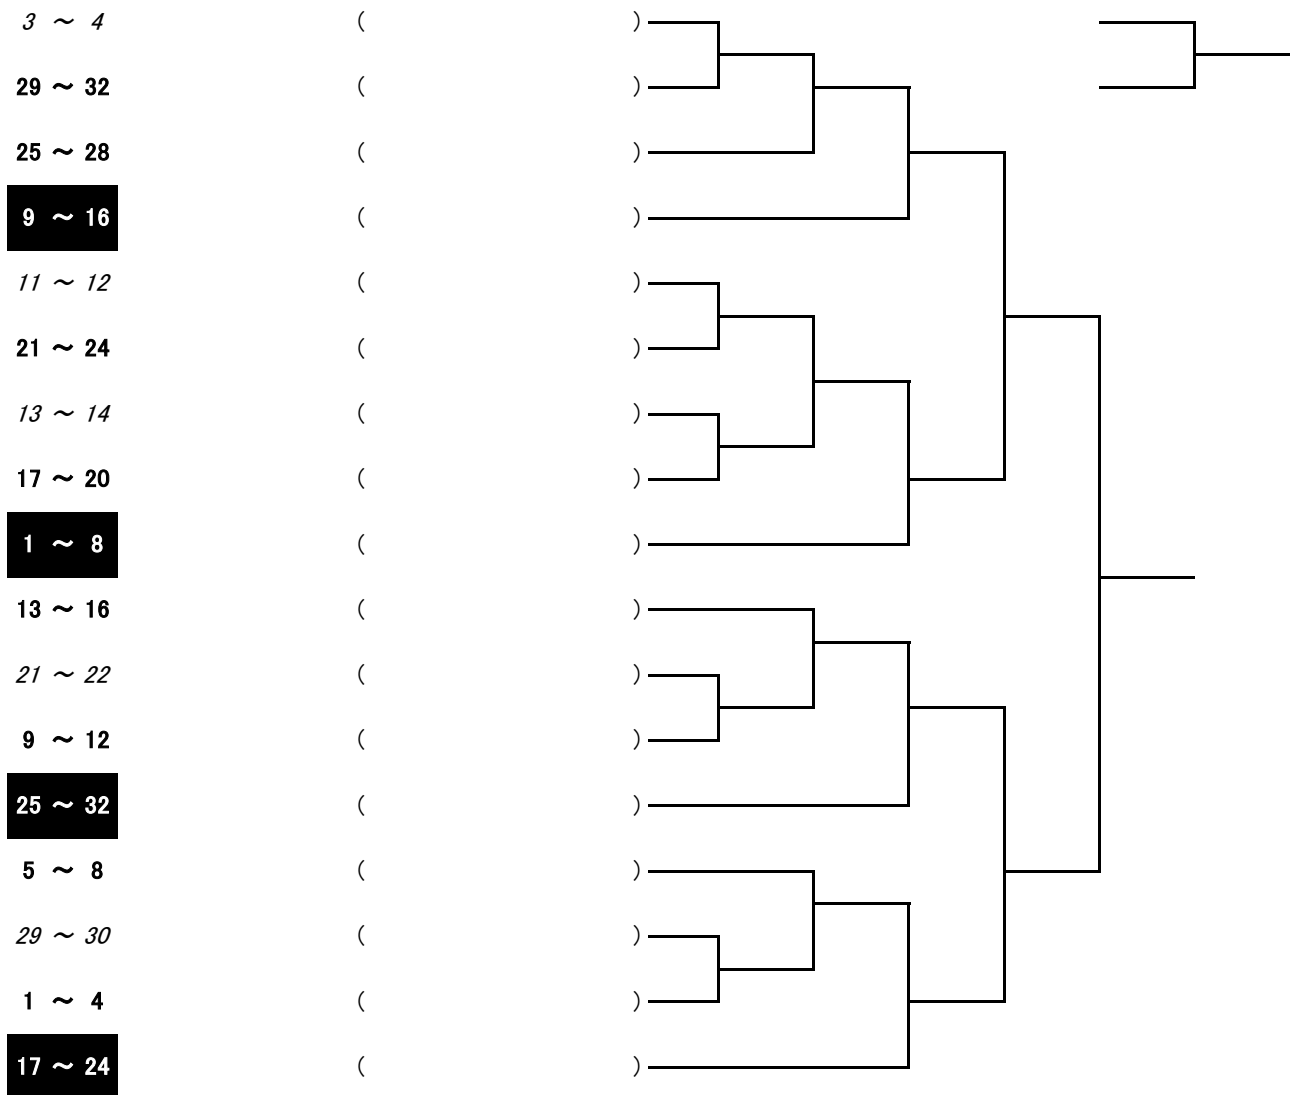 3 ～ 4 ( )
29 ～ 32 ( )
25 ～ 28 ( )
9 ～ 16 ( )
11 ～ 12 ( )
21 ～ 24 ( )
13 ～ 14 ( )
17 ～ 20 ( )
1 ～ 8 ( )
13 ～ 16 ( )
21 ～ 22 ( )
9 ～ 12 ( )
25 ～ 32 ( )
5 ～ 8 ( )
29 ～ 30 ( )
1 ～ 4 ( )
17 ～ 24 ( )